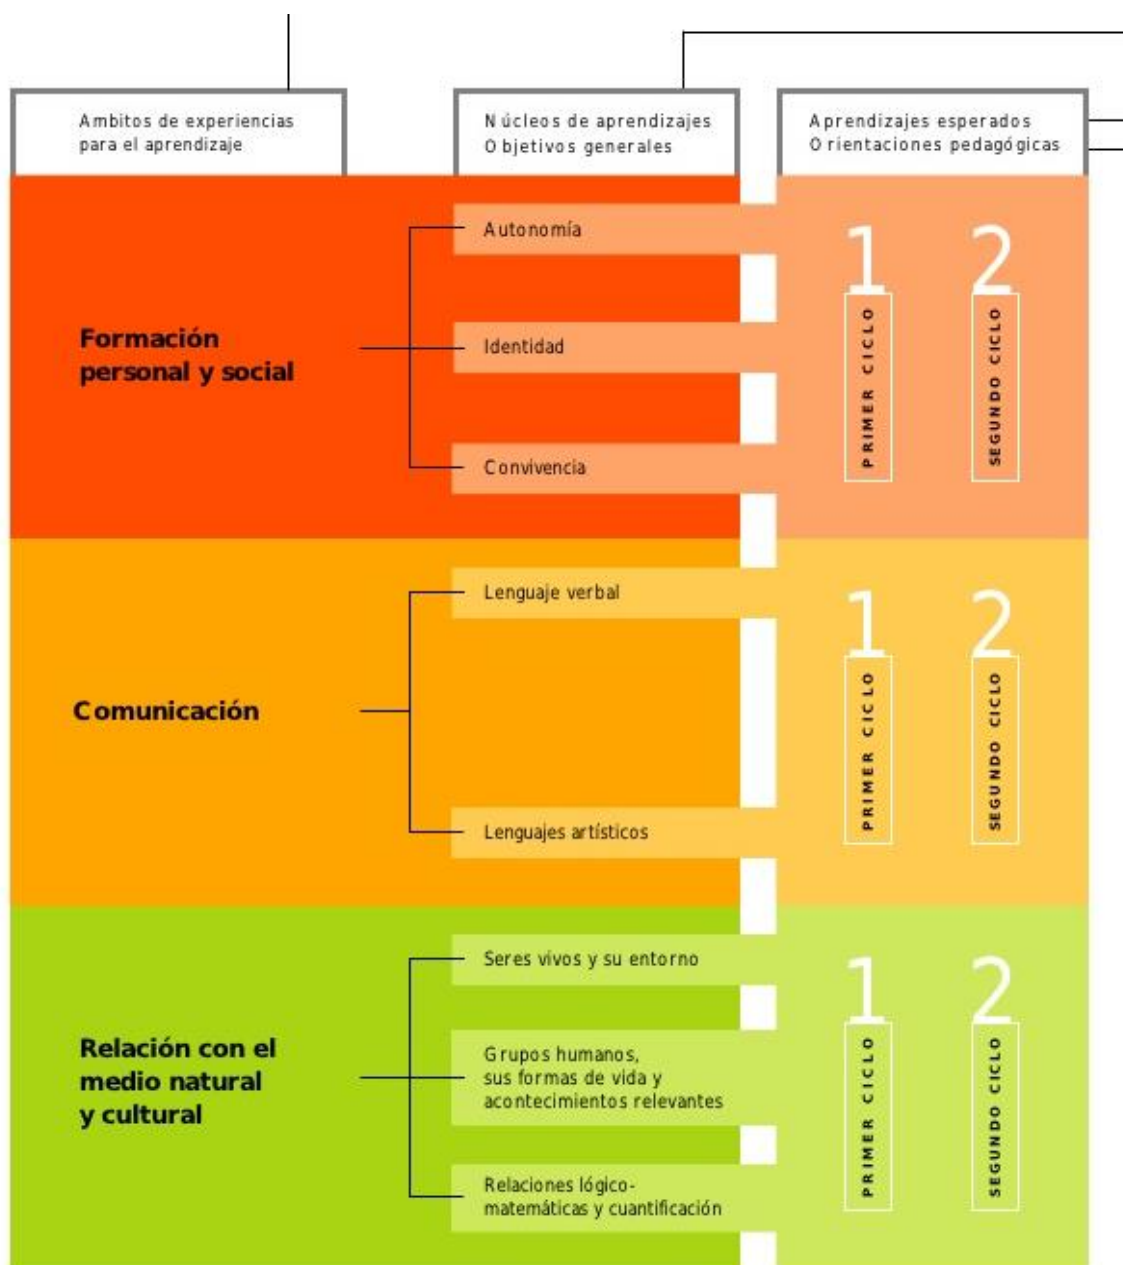 Ambitos de experiencias
para el aprendizaje
Núcleos de aprendizajes
Objetivos generales
Aprendizajes esperados
Orientaciones pedagógicas
Formación
personal y social
Autonomía
Identidad
Convivencia
1
PRIMER CICLO
2
SEGUNDO CICLO
Comunicación
Lenguaje verbal
Lenguajes artísticos
1
PRIMER CICLO
2
SEGUNDO CICLO
Relación con el
medio natural
y cultural
Seres vivos y su entorno
Grupos humanos,
sus formas de vida y
acontecimientos relevantes
Relaciones lógico-
matemáticas y cuantificación
1
PRIMER CICLO
2
SEGUNDO CICLO